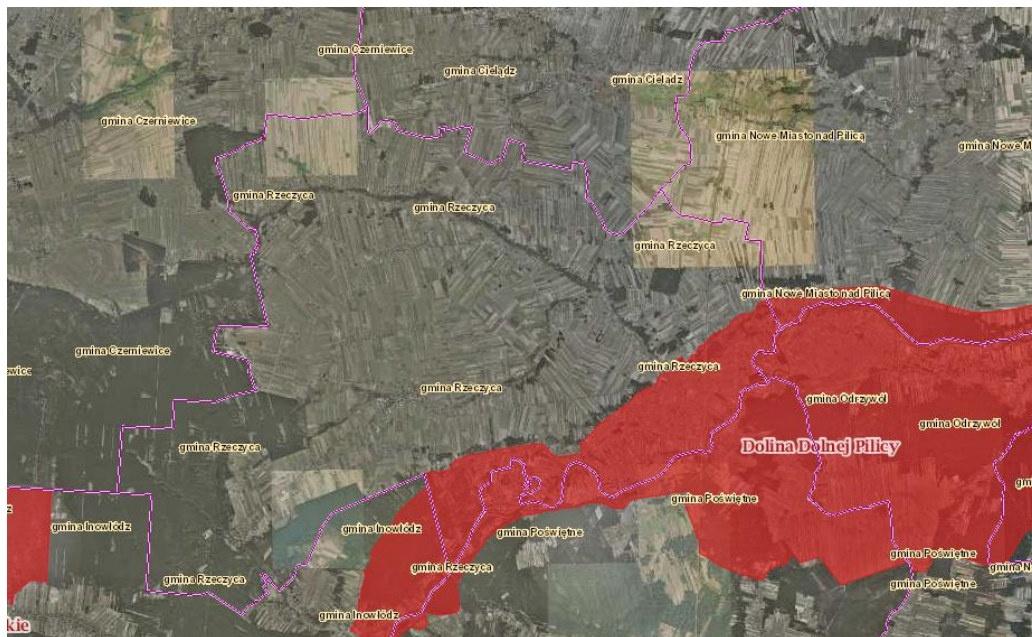 gmina Czerniewice
gmina Cielądz
gmina Cielądz
gmina Czerniewice
gmina Nowe Miasto nad Pilicą
gmina Nowe M
gmina Rzeczyca
gmina Rzeczyca
gmina Rzeczyca
gmina Nowe Miasto nad Pilicą
gmina Czerniewice
ewicc
gmina Rzeczyca
gmina Rzeczyca
gmina Odrzywół
gmina Odrzywół
gmina Rzeczyca
Dolina Dolnej Pilicy
gm
z
gmina Inowłódz
gmina Inowłódz
gmina Poświętne
gmina Poświętne
gmina Poświętne
gmina Rzeczyca
gmina Rzeczyca
gmina N
gmina Poświętne
gmina Inowłódz
kie